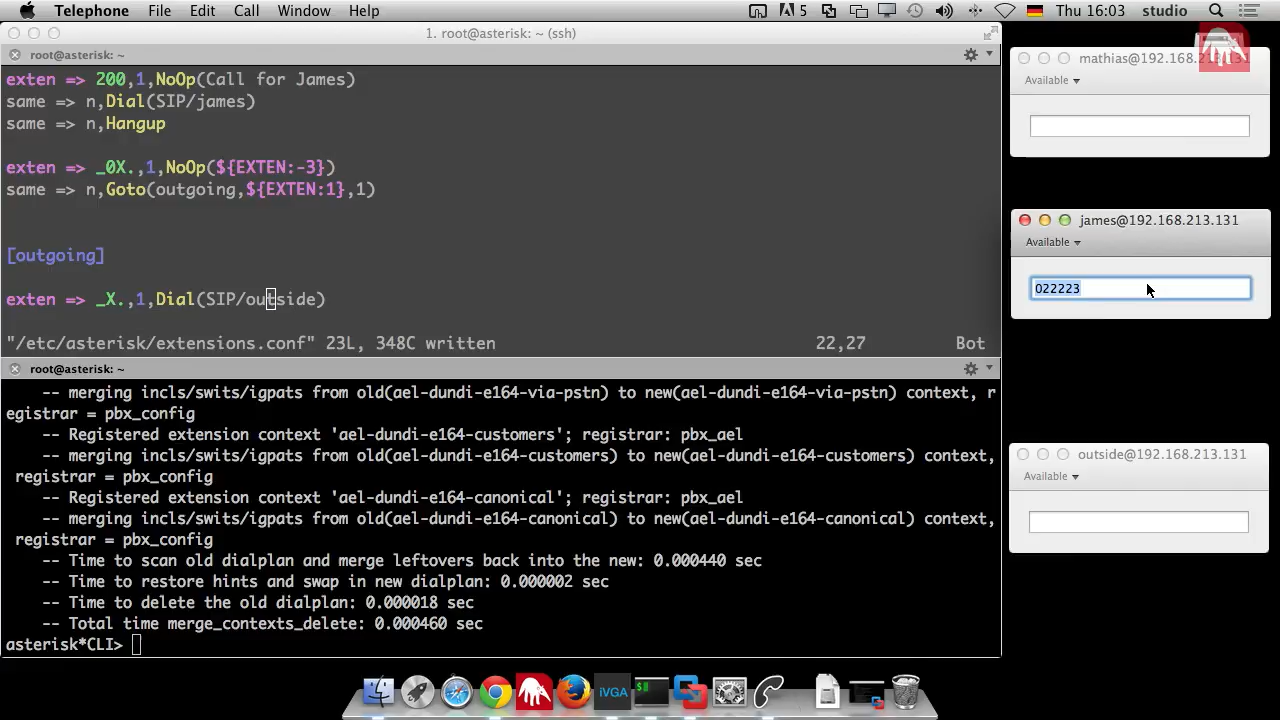 Telephone File Edit Call Window Help 5 Thu 16:03 studio
1. root@asterisk: ~ (ssh)
root@asterisk: ~
exten => 200,1,NoOp(Call for James)
same => n,Dial(SIP/james)
same => n,Hangup
exten => _0X.,1,NoOp(${EXTEN:-3})
same => n,Goto(outgoing,${EXTEN:1},1)
[outgoing]
exten => _X.,1,Dial(SIP/outside)
"/etc/asterisk/extensions.conf" 23L, 348C written 22,27 Bot
root@asterisk: ~
-- merging incls/swits/igpats from old(ael-dundi-e164-via-pstn) to new(ael-dundi-e164-via-pstn) context, r
egistrar = pbx_config
-- Registered extension context 'ael-dundi-e164-customers'; registrar: pbx_ael
-- merging incls/swits/igpats from old(ael-dundi-e164-customers) to new(ael-dundi-e164-customers) context,
registrar = pbx_config
-- Registered extension context 'ael-dundi-e164-canonical'; registrar: pbx_ael
-- merging incls/swits/igpats from old(ael-dundi-e164-canonical) to new(ael-dundi-e164-canonical) context,
registrar = pbx_config
-- Time to scan old dialplan and merge leftovers back into the new: 0.000440 sec
-- Time to restore hints and swap in new dialplan: 0.000002 sec
-- Time to delete the old dialplan: 0.000018 sec
-- Total time merge_contexts_delete: 0.000460 sec
asterisk*CLI>
mathias@192.168.213.131
Available
james@192.168.213.131
Available
022223
outside@192.168.213.131
Available
iVGA